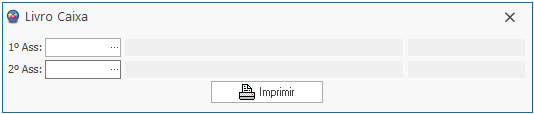 Livro Caixa
1º Ass: ...
2º Ass: ...
Imprimir